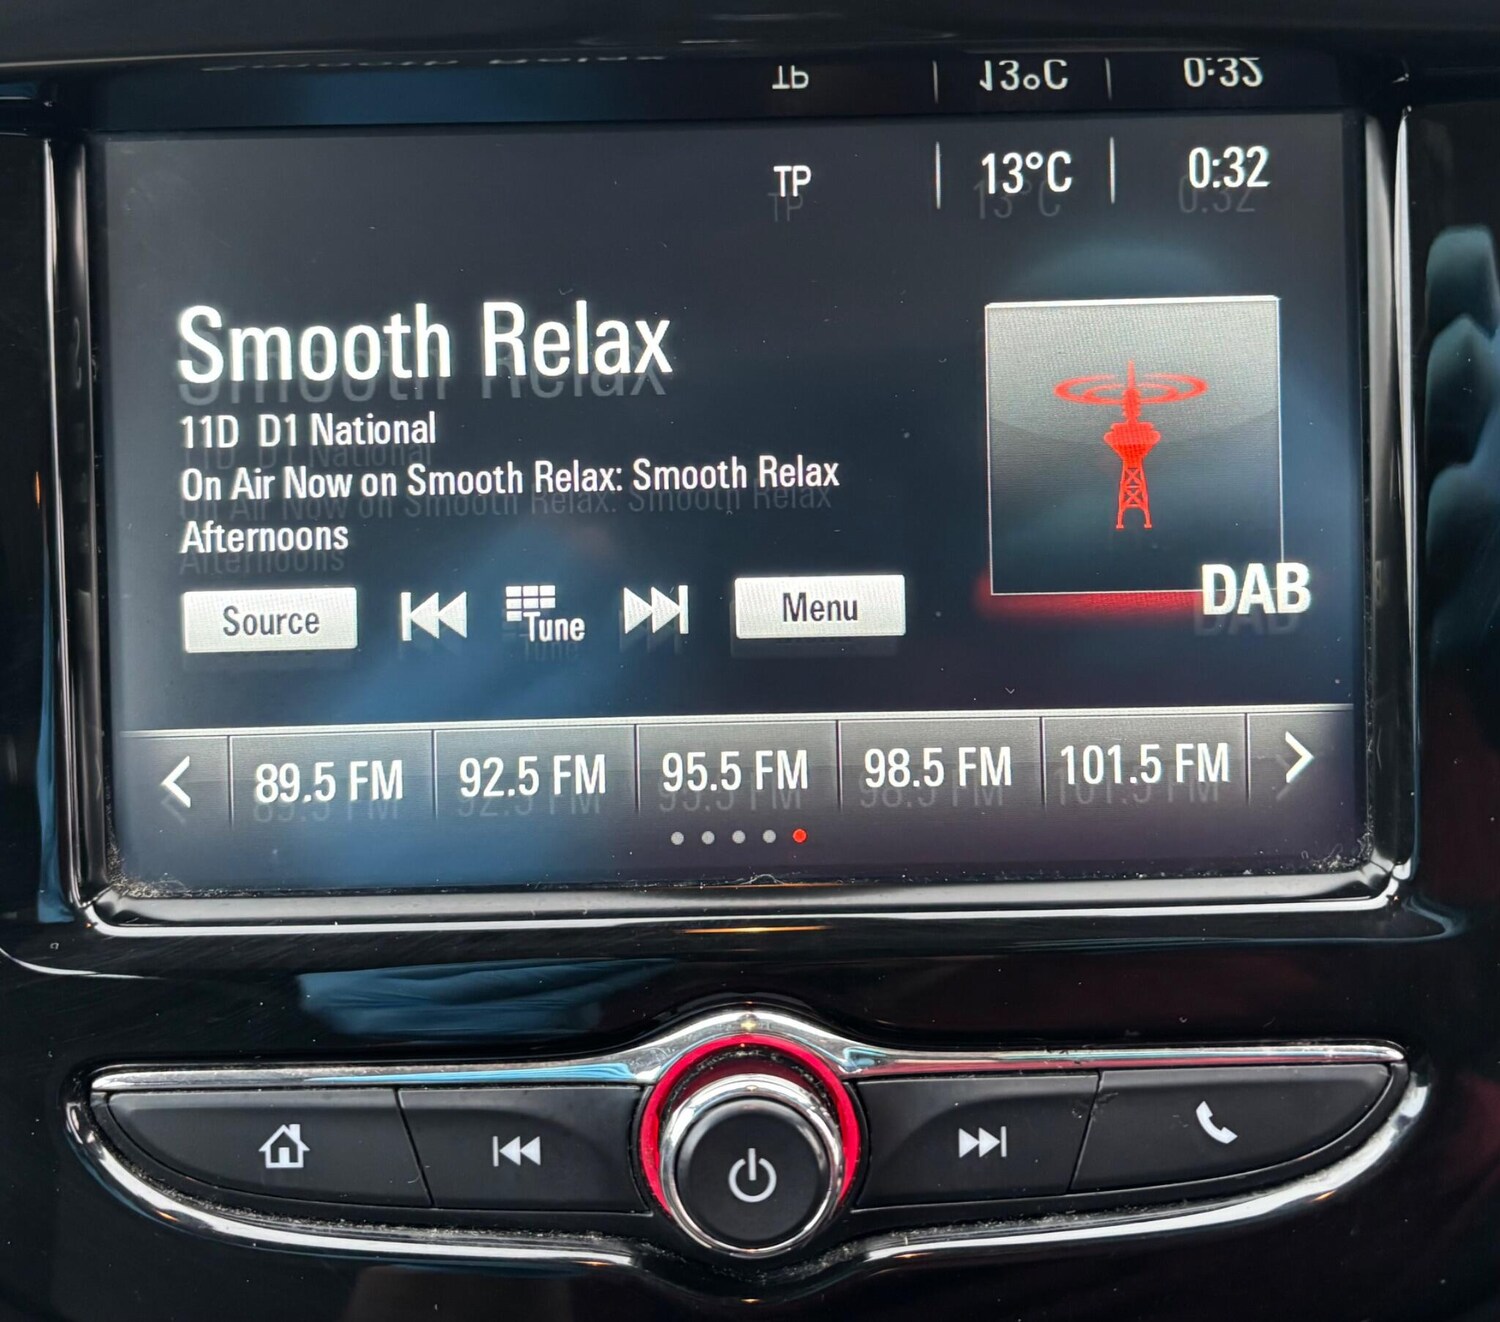 TP 13°C 0:32
Smooth Relax
11D D1 National
On Air Now on Smooth Relax: Smooth Relax
Afternoons
Source Tune Menu
DAB
89.5 FM 92.5 FM 95.5 FM 98.5 FM 101.5 FM